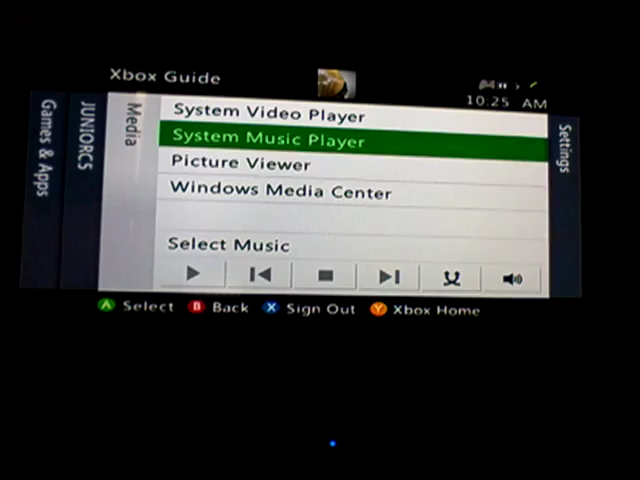 Xbox Guide
10:25 AM
Games & Apps
JUNIORCS
Media
System Video Player
System Music Player
Picture Viewer
Windows Media Center
Select Music
Settings
A Select B Back X Sign Out Y Xbox Home